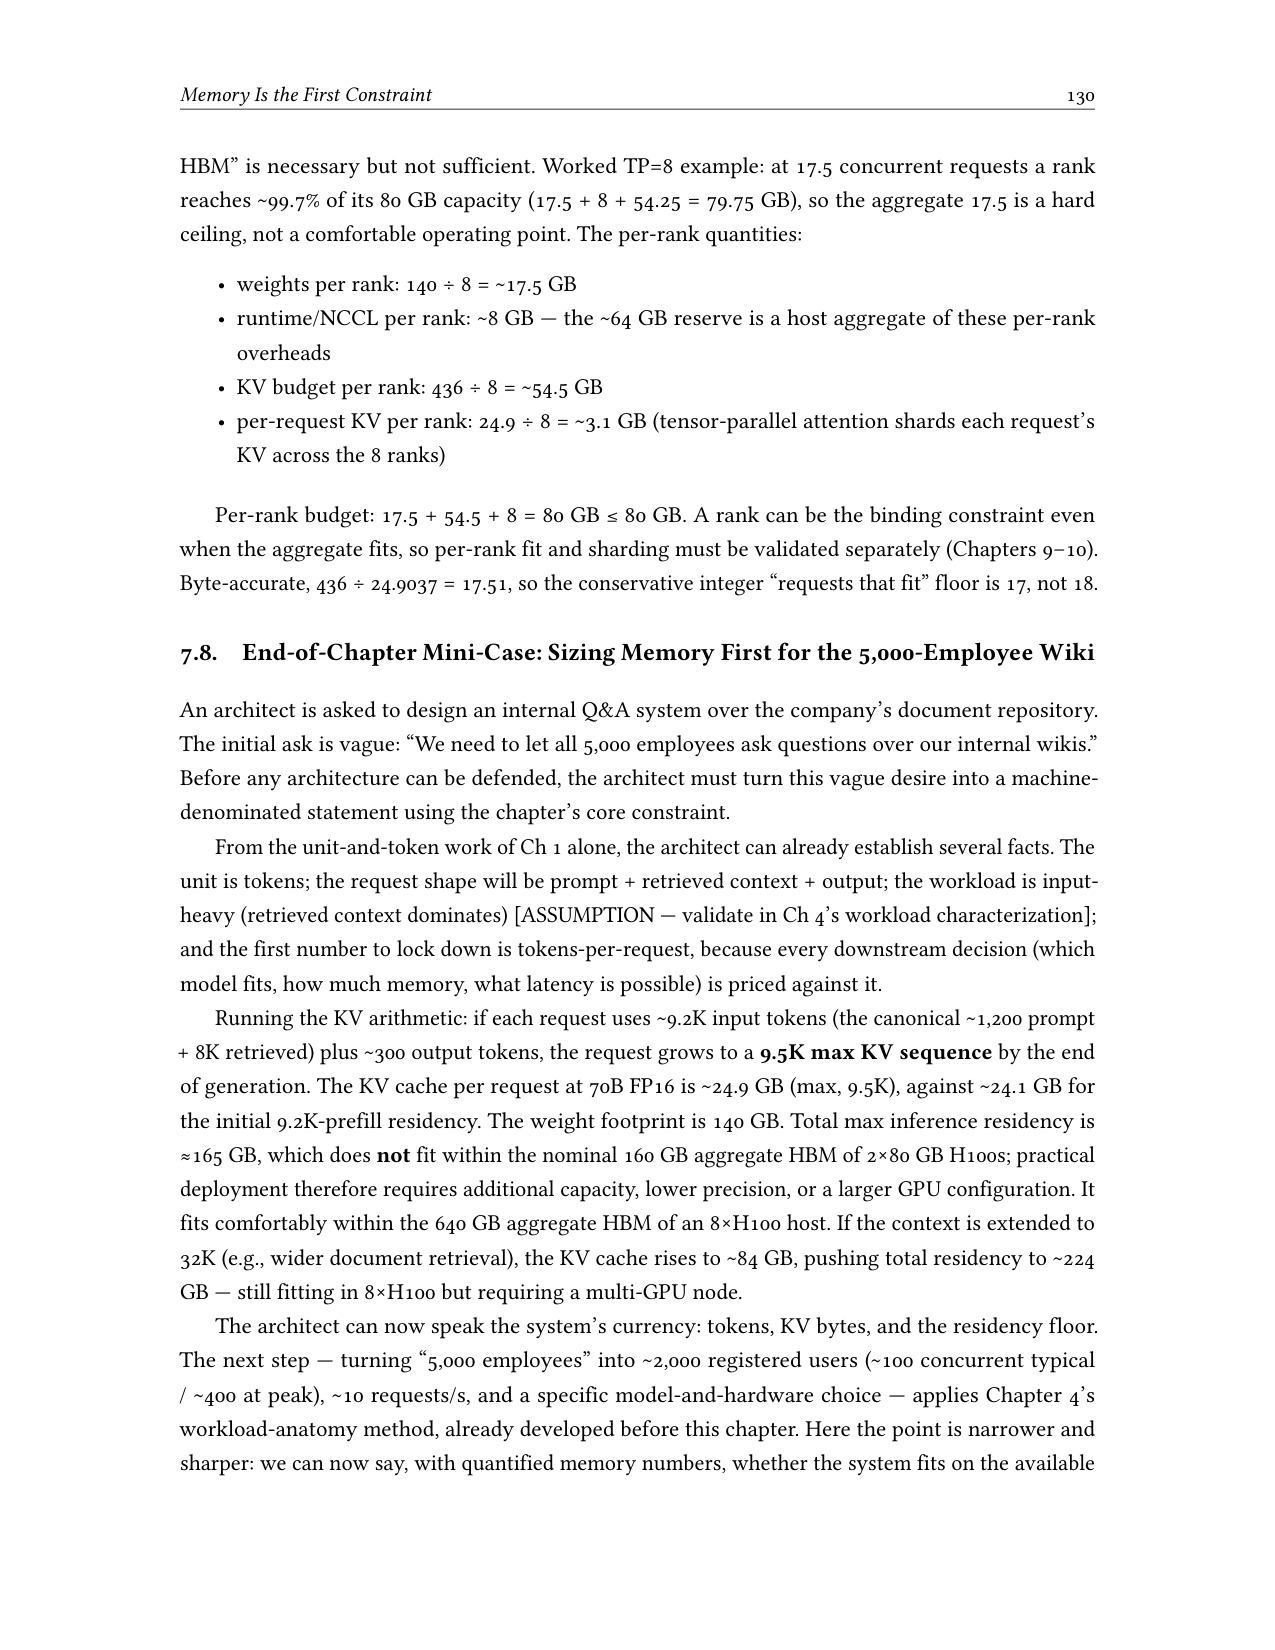 Memory Is the First Constraint 130
HBM” is necessary but not sufficient. Worked TP=8 example: at 17.5 concurrent requests a rank
reaches ~99.7% of its 80 GB capacity (17.5 + 8 + 54.25 = 79.75 GB), so the aggregate 17.5 is a hard
ceiling, not a comfortable operating point. The per-rank quantities:
• weights per rank: 140 ÷ 8 = ~17.5 GB
• runtime/NCCL per rank: ~8 GB — the ~64 GB reserve is a host aggregate of these per-rank
overheads
• KV budget per rank: 436 ÷ 8 = ~54.5 GB
• per-request KV per rank: 24.9 ÷ 8 = ~3.1 GB (tensor-parallel attention shards each request’s
KV across the 8 ranks)
Per-rank budget: 17.5 + 54.5 + 8 = 80 GB ≤ 80 GB. A rank can be the binding constraint even
when the aggregate fits, so per-rank fit and sharding must be validated separately (Chapters 9–10).
Byte-accurate, 436 ÷ 24.9037 = 17.51, so the conservative integer “requests that fit” floor is 17, not 18.
7.8. End-of-Chapter Mini-Case: Sizing Memory First for the 5,000-Employee Wiki
An architect is asked to design an internal Q&A system over the company’s document repository.
The initial ask is vague: “We need to let all 5,000 employees ask questions over our internal wikis.”
Before any architecture can be defended, the architect must turn this vague desire into a machine-
denominated statement using the chapter’s core constraint.
From the unit-and-token work of Ch 1 alone, the architect can already establish several facts. The
unit is tokens; the request shape will be prompt + retrieved context + output; the workload is input-
heavy (retrieved context dominates) [ASSUMPTION — validate in Ch 4’s workload characterization];
and the first number to lock down is tokens-per-request, because every downstream decision (which
model fits, how much memory, what latency is possible) is priced against it.
Running the KV arithmetic: if each request uses ~9.2K input tokens (the canonical ~1,200 prompt
+ 8K retrieved) plus ~300 output tokens, the request grows to a 9.5K max KV sequence by the end
of generation. The KV cache per request at 70B FP16 is ~24.9 GB (max, 9.5K), against ~24.1 GB for
the initial 9.2K-prefill residency. The weight footprint is 140 GB. Total max inference residency is
≈165 GB, which does not fit within the nominal 160 GB aggregate HBM of 2×80 GB H100s; practical
deployment therefore requires additional capacity, lower precision, or a larger GPU configuration. It
fits comfortably within the 640 GB aggregate HBM of an 8×H100 host. If the context is extended to
32K (e.g., wider document retrieval), the KV cache rises to ~84 GB, pushing total residency to ~224
GB — still fitting in 8×H100 but requiring a multi-GPU node.
The architect can now speak the system’s currency: tokens, KV bytes, and the residency floor.
The next step — turning “5,000 employees” into ~2,000 registered users (~100 concurrent typical
/ ~400 at peak), ~10 requests/s, and a specific model-and-hardware choice — applies Chapter 4’s
workload-anatomy method, already developed before this chapter. Here the point is narrower and
sharper: we can now say, with quantified memory numbers, whether the system fits on the available